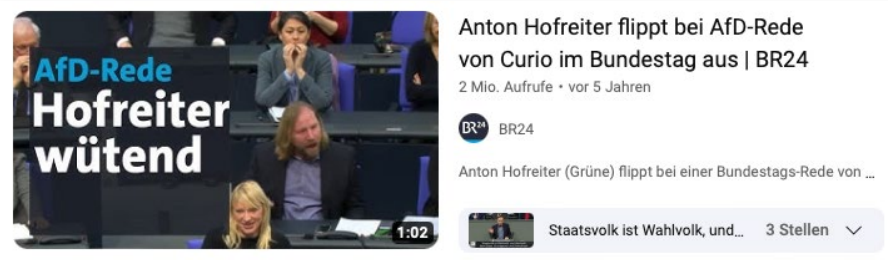 AfD-Rede
Hofreiter
wütend
1:02
Anton Hofreiter flippt bei AfD-Rede
von Curio im Bundestag aus | BR24
2 Mio. Aufrufe • vor 5 Jahren
BR24
BR24
Anton Hofreiter (Grüne) flippt bei einer Bundestags-Rede von ...
Staatsvolk ist Wahlvolk, und... 3 Stellen